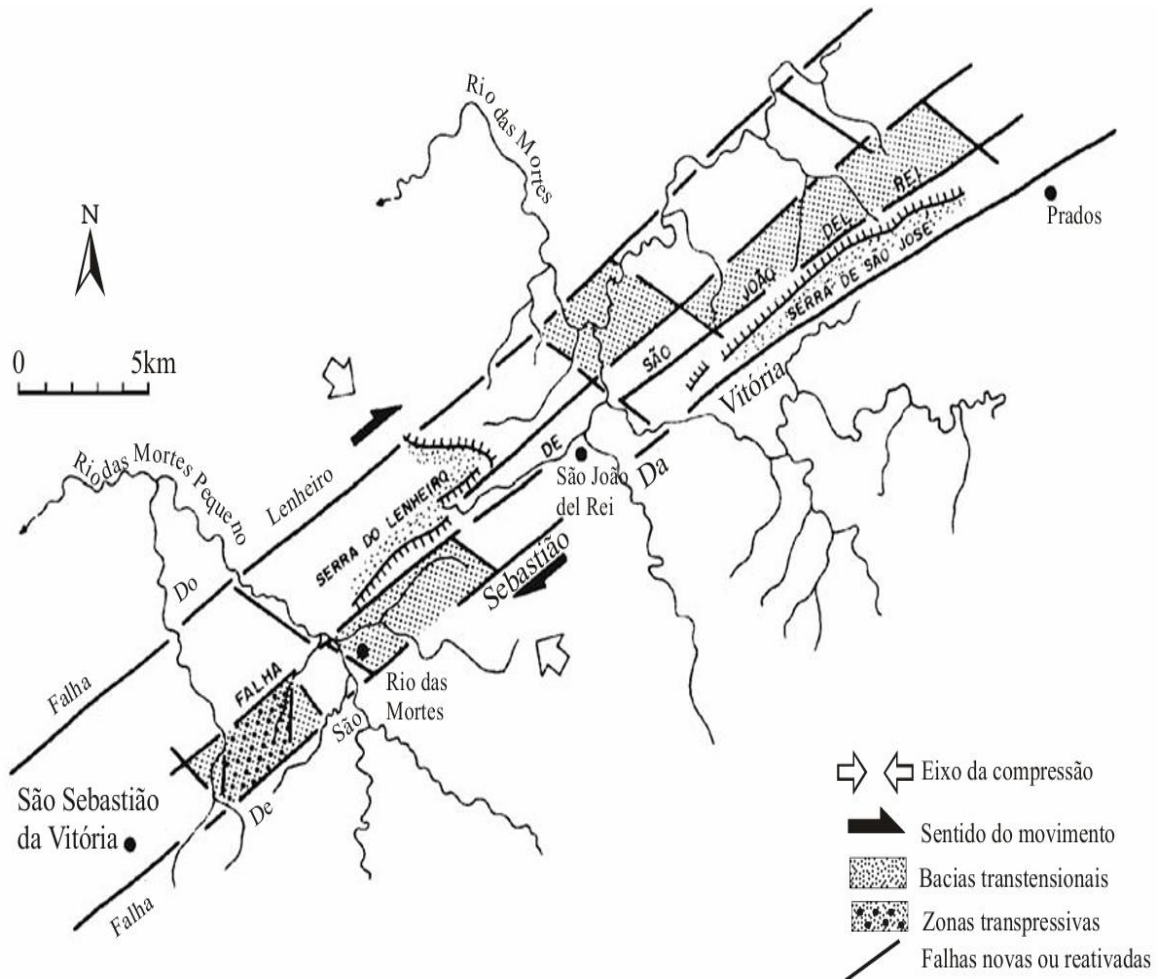 Rio das Mortes
N
0 5km
Prados
REI
DEL
JOÃO
SERRA DE SÃO JOSÉ
SÃO
Vitória
DE
São João
del Rei
Da
Rio das Mortes Pequeno
Lenheiro
SERRA DO LENHEIRO
Sebastião
Do
FALHA
Rio das
Mortes
Falha
São
De
São Sebastião
da Vitória
Falha
Eixo da compressão
Sentido do movimento
Bacias transtensionais
Zonas transpressivas
Falhas novas ou reativadas